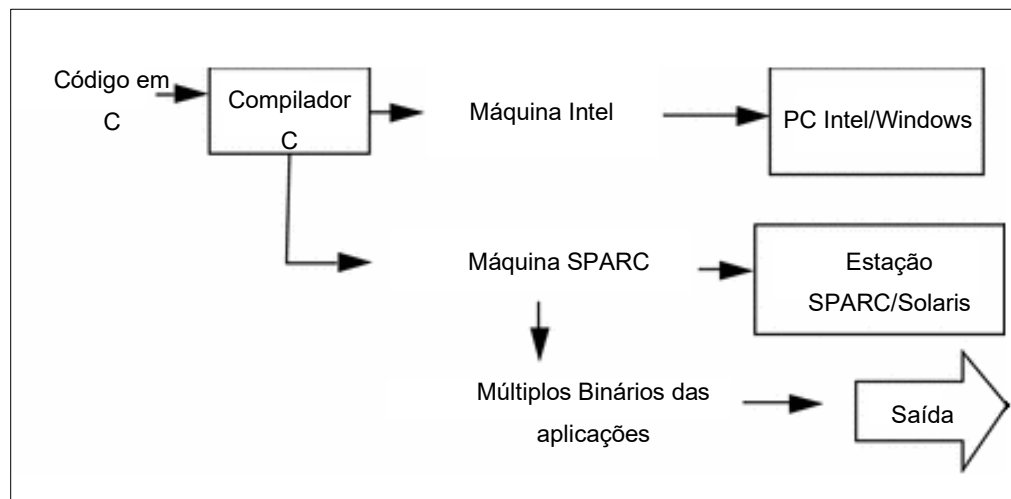 Código em
C
Compilador
C
Máquina Intel
PC Intel/Windows
Máquina SPARC
Estação
SPARC/Solaris
Múltiplos Binários das
aplicações
Saída